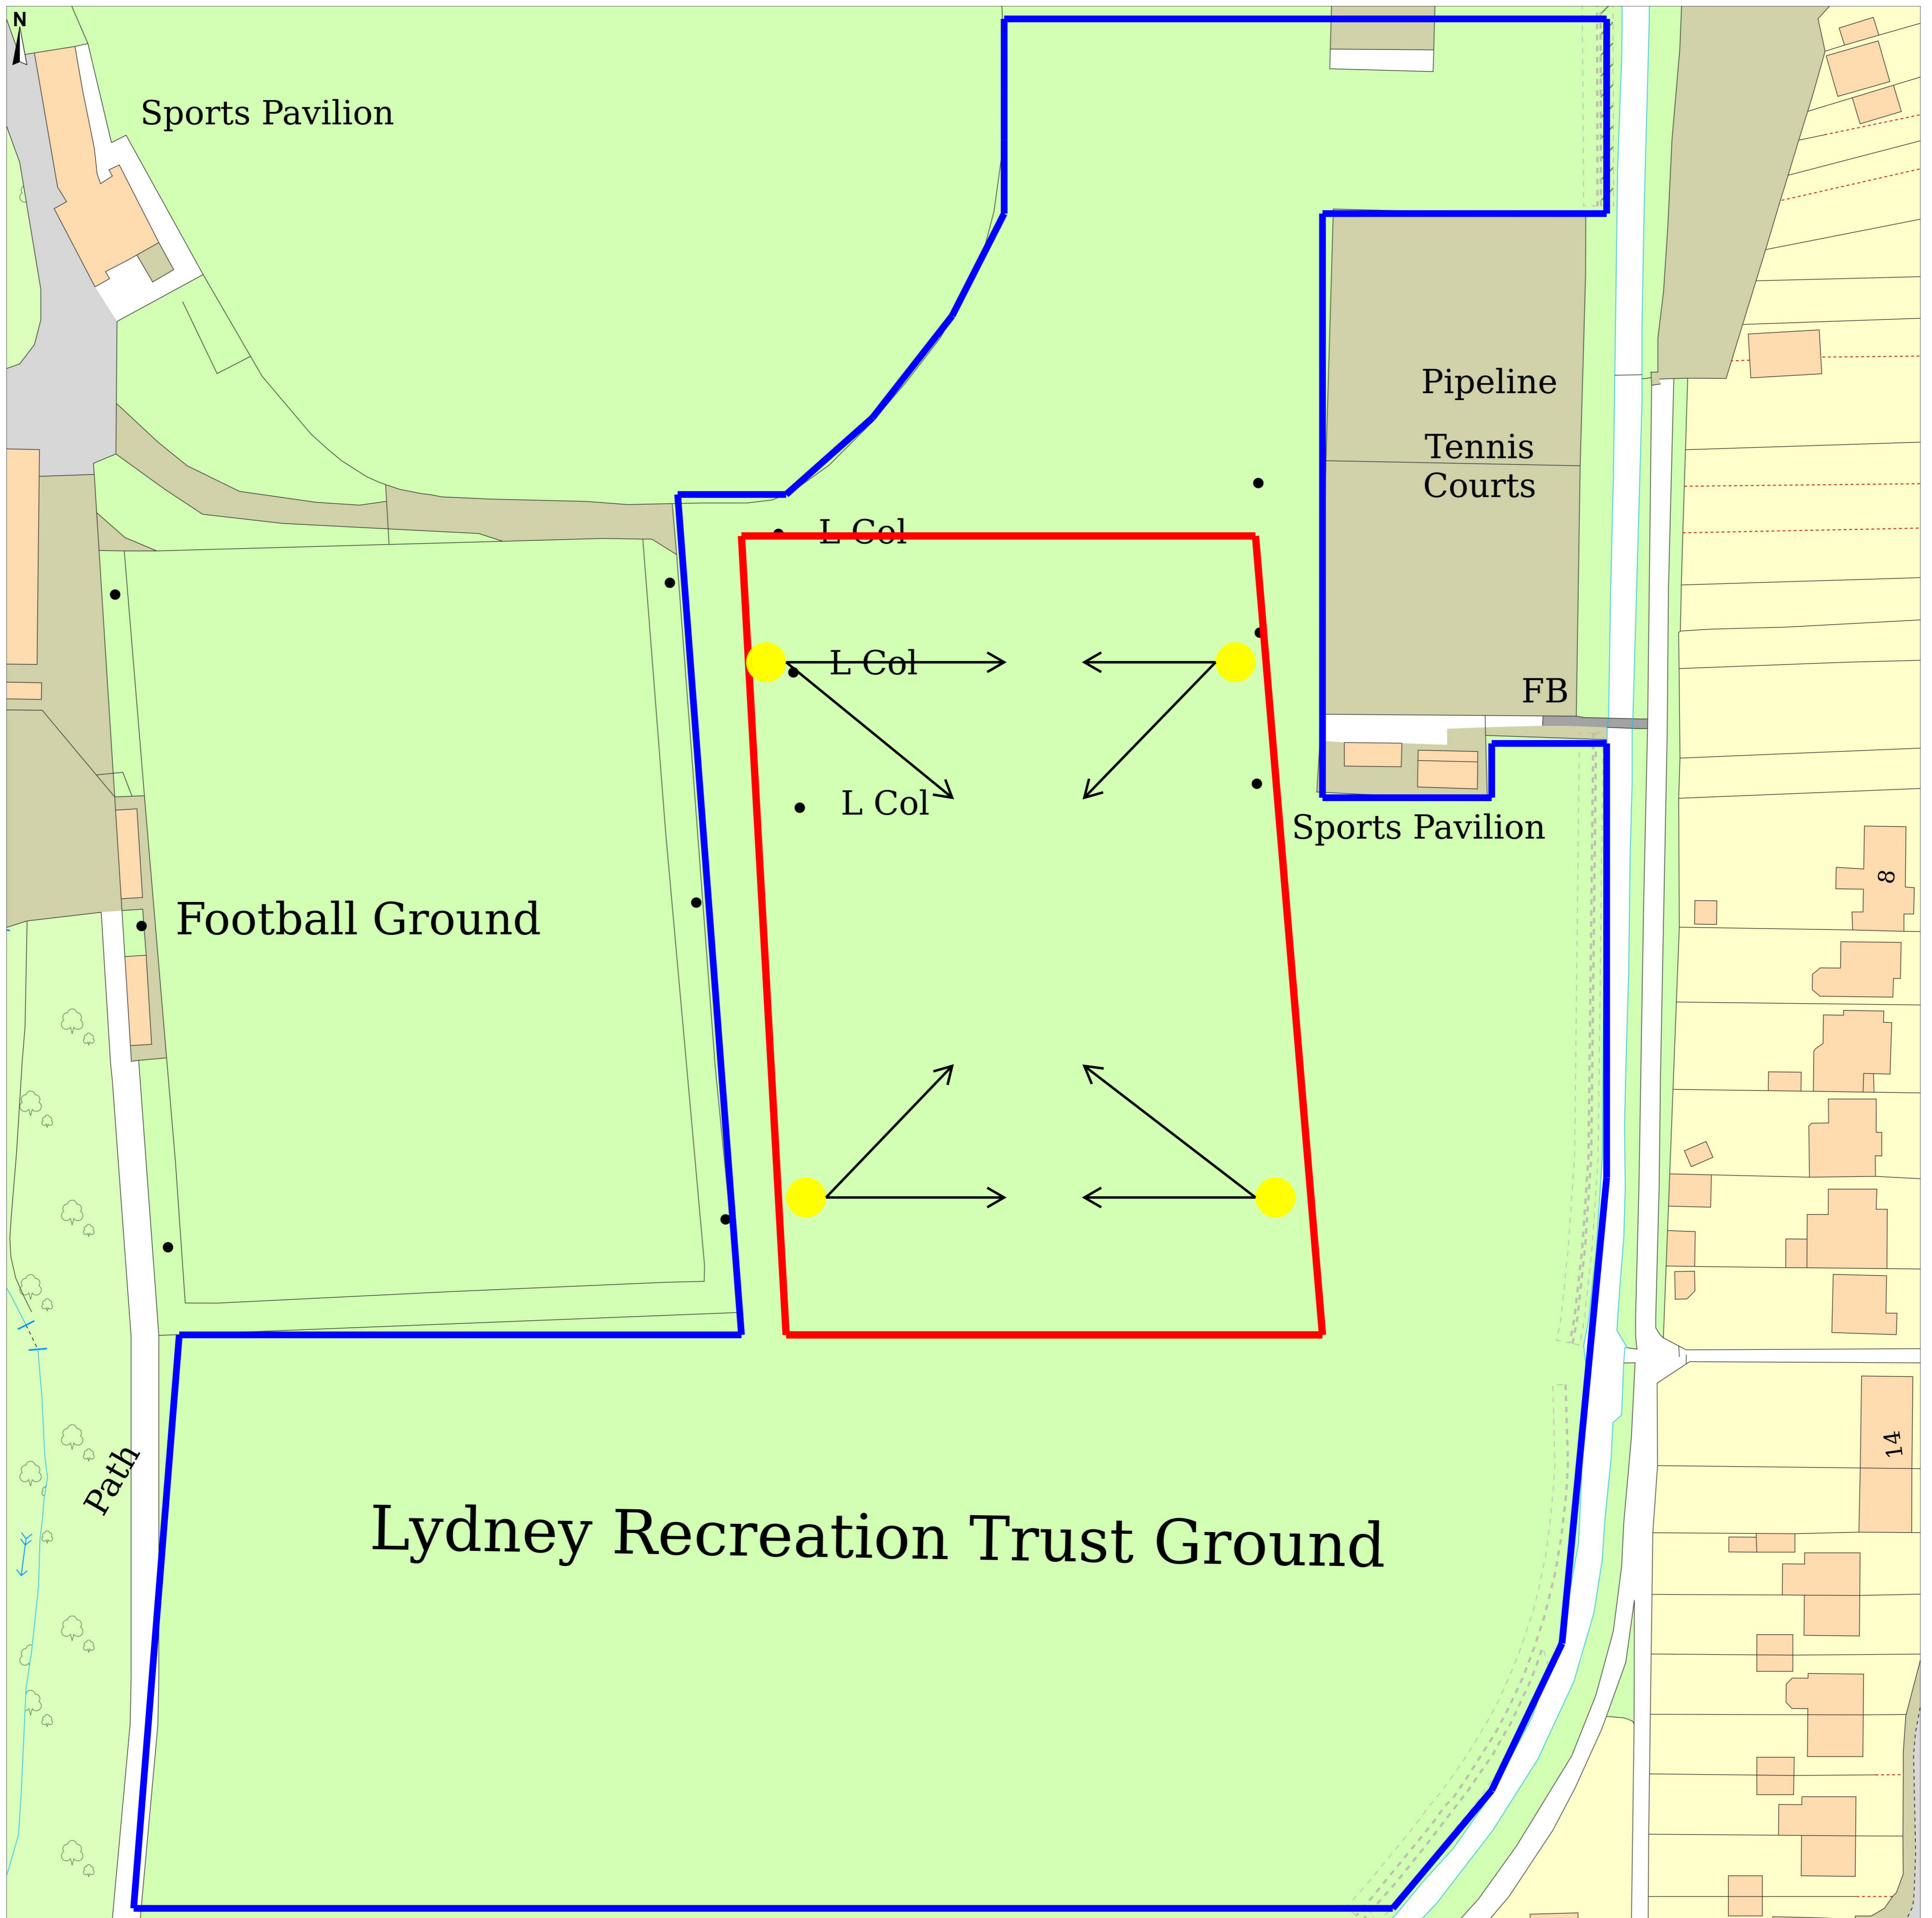 N
Sports Pavilion
Pipeline
Tennis
Courts
L Col
L Col
FB
L Col
Sports Pavilion
8
Football Ground
14
Path
Lydney Recreation Trust Ground